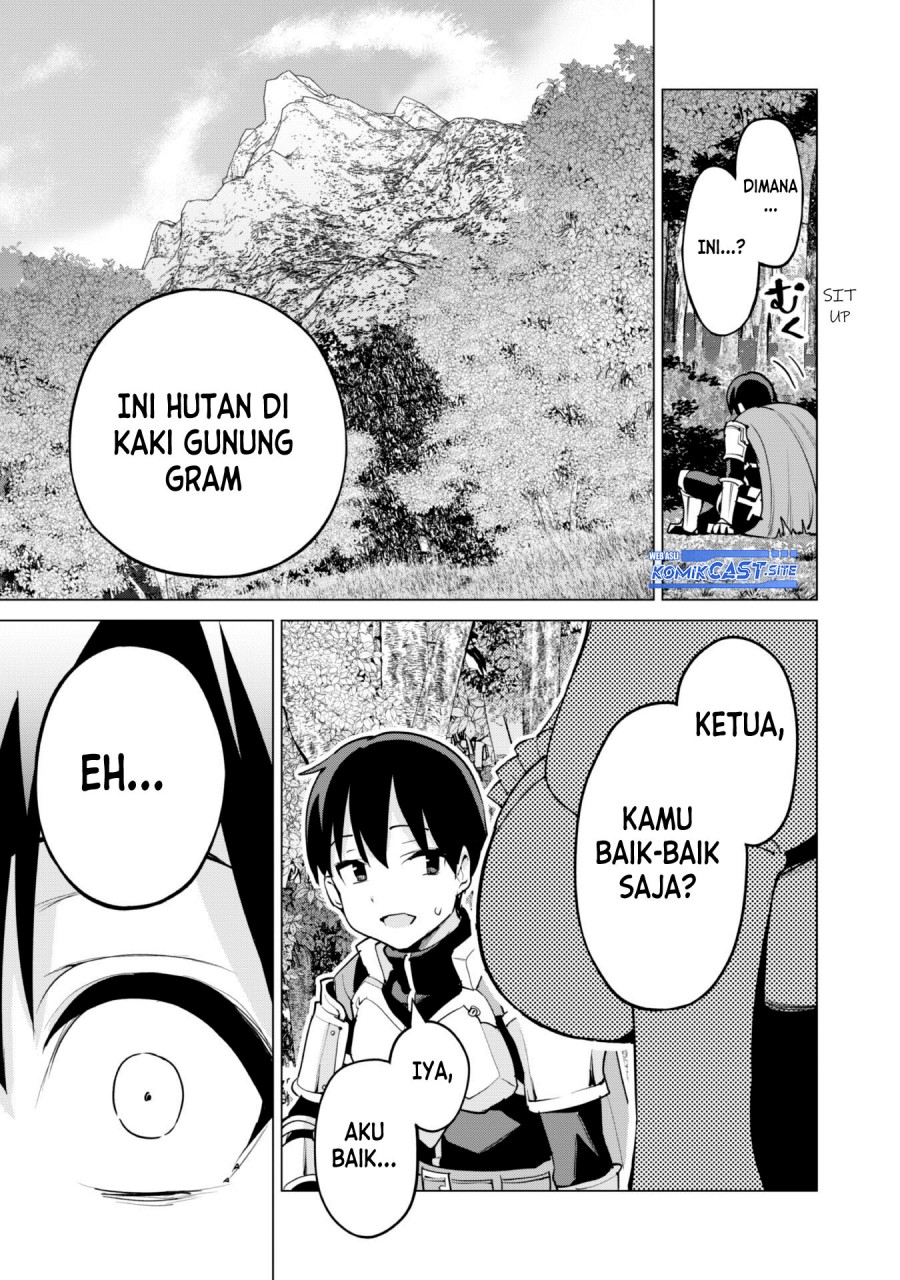 DIMANA
...
INI...?
むく
SIT
UP
INI HUTAN DI
KAKI GUNUNG
GRAM
WEB ASLI
KOMIKCAST.SITE
KETUA,
KAMU
BAIK-BAIK
SAJA?
IYA,
AKU
BAIK...
EH...